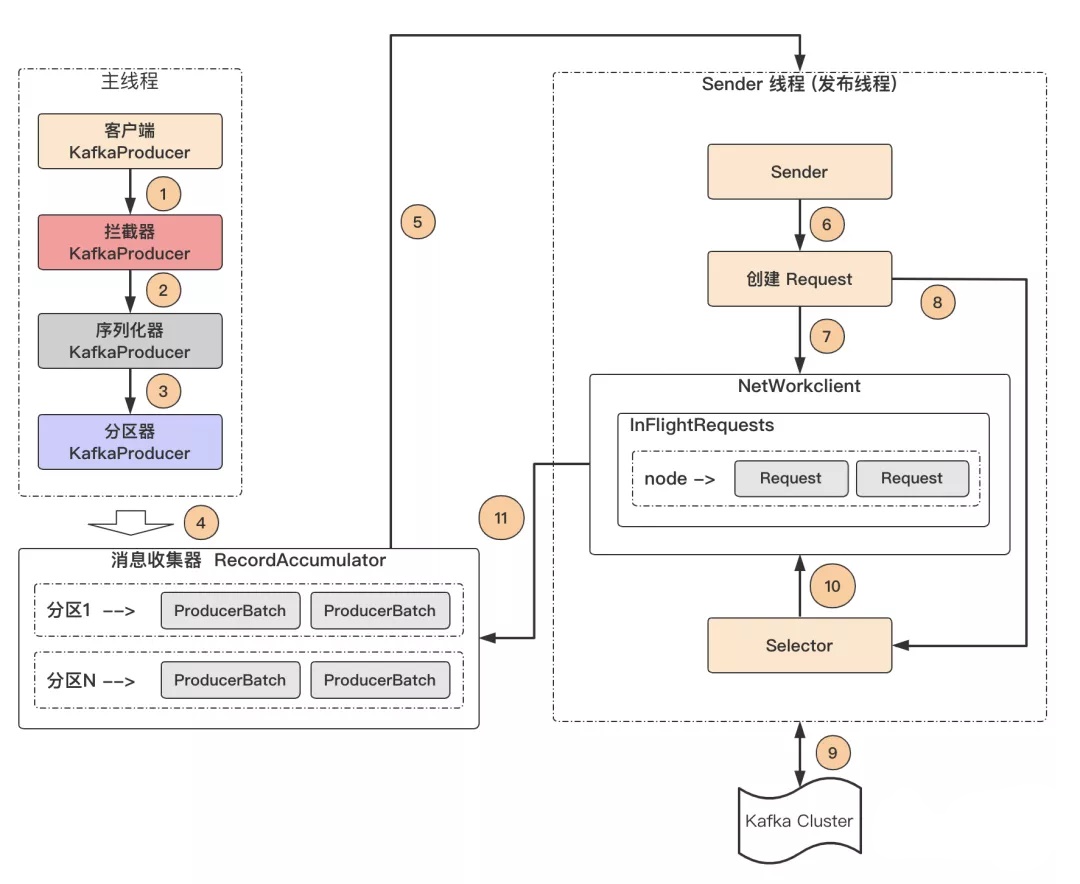 主线程
客户端
KafkaProducer
1
拦截器
KafkaProducer
2
序列化器
KafkaProducer
3
分区器
KafkaProducer
4
消息收集器 RecordAccumulator
分区1 --> ProducerBatch ProducerBatch
分区N --> ProducerBatch ProducerBatch
5
Sender 线程 (发布线程)
Sender
6
创建 Request
8
7
NetWorkclient
InFlightRequests
node -> Request Request
11
10
Selector
9
Kafka Cluster